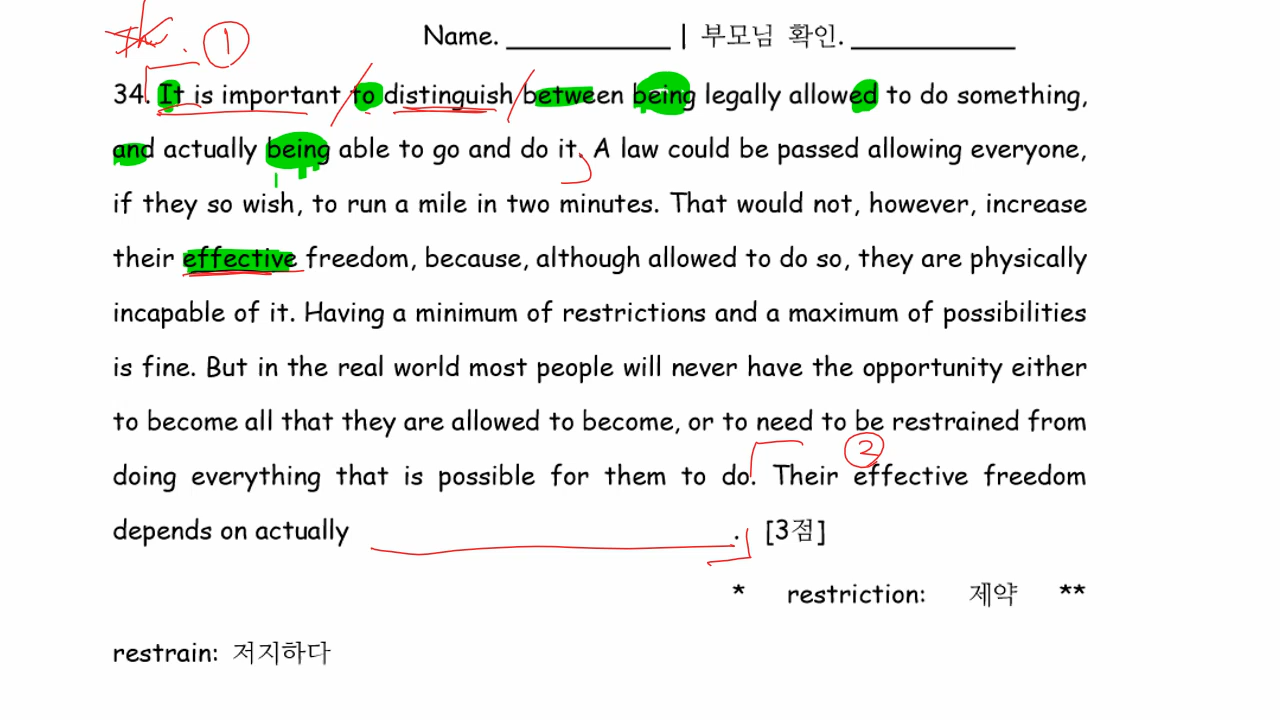 Name. ___________ | 부모님 확인. ___________
①
34. It is important to distinguish between being legally allowed to do something,
and actually being able to go and do it. A law could be passed allowing everyone,
if they so wish, to run a mile in two minutes. That would not, however, increase
their effective freedom, because, although allowed to do so, they are physically
incapable of it. Having a minimum of restrictions and a maximum of possibilities
is fine. But in the real world most people will never have the opportunity either
to become all that they are allowed to become, or to need to be restrained from
②
doing everything that is possible for them to do. Their effective freedom
depends on actually ____________________. [3점]
* restriction: 제약 **
restrain: 저지하다